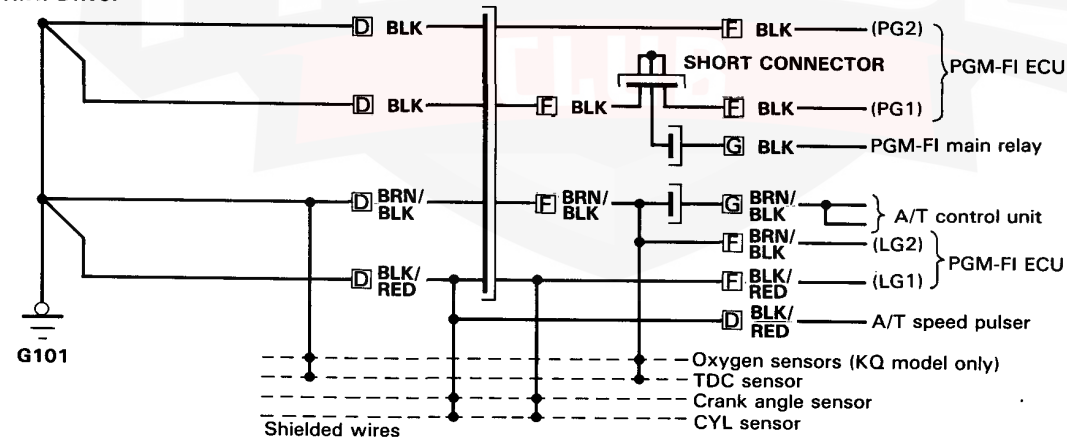 D BLK
F BLK
(PG2)
SHORT CONNECTOR
PGM-FI ECU
D BLK
F BLK
F BLK
(PG1)
G BLK
PGM-FI main relay
D BRN/
BLK
F BRN/
BLK
G BRN/
BLK
A/T control unit
F BRN/
BLK
(LG2)
PGM-FI ECU
D BLK/
RED
F BLK/
RED
(LG1)
D BLK/
RED
A/T speed pulser
G101
Oxygen sensors (KQ model only)
TDC sensor
Crank angle sensor
CYL sensor
Shielded wires